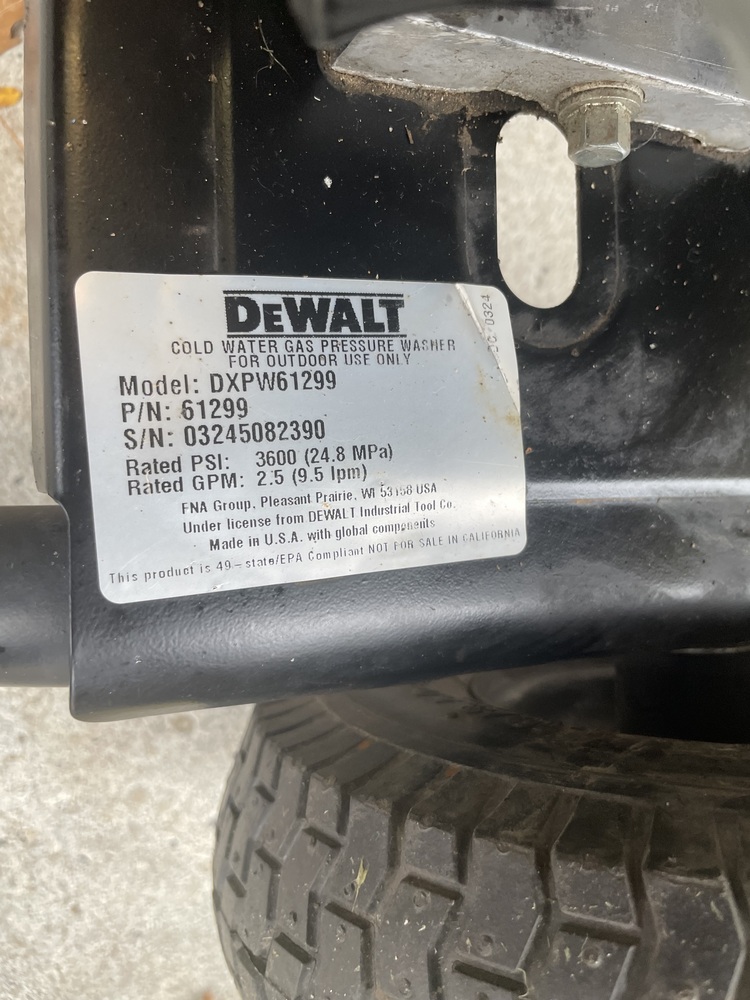 DEWALT
COLD WATER GAS PRESSURE WASHER
FOR OUTDOOR USE ONLY
Model: DXPW61299
P/N: 61299
S/N: 03245082390
Rated PSI: 3600 (24.8 MPa)
Rated GPM: 2.5 (9.5 lpm)
FNA Group, Pleasant Prairie, WI 53158 USA
Under license from DEWALT Industrial Tool Co.
Made in U.S.A. with global components
This product is 49-state/EPA Compliant NOT FOR SALE IN CALIFORNIA
0324